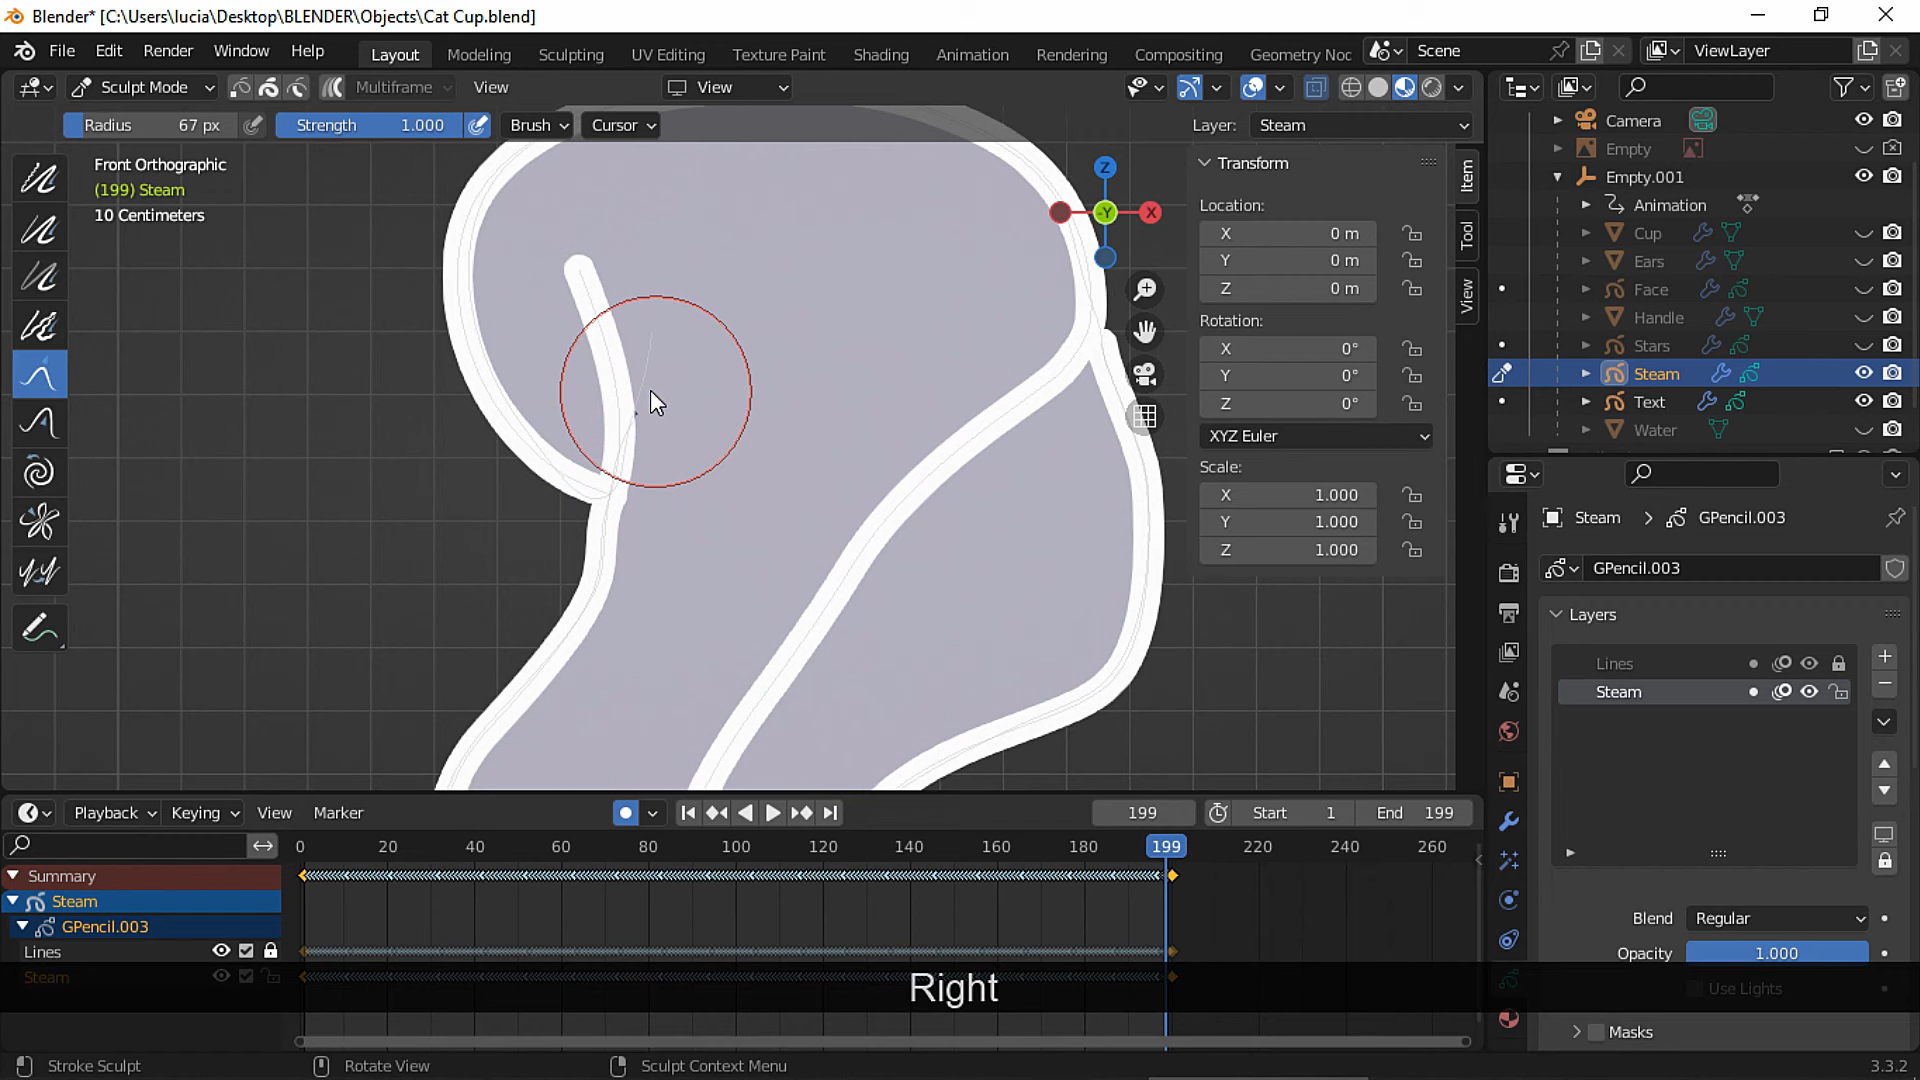 Blender* [C:\Users\lucia\Desktop\BLENDER\Objects\Cat Cup.blend]
File Edit Render Window Help
Layout Modeling Sculpting UV Editing Texture Paint Shading Animation Rendering Compositing Geometry Noc
Scene
ViewLayer
Sculpt Mode
Multiframe
View
View
Radius 67 px
Strength 1.000
Brush
Cursor
Layer: Steam
Front Orthographic
(199) Steam
10 Centimeters
Z
X
-Y
Transform
Location:
X 0 m
Y 0 m
Z 0 m
Rotation:
X 0°
Y 0°
Z 0°
XYZ Euler
Scale:
X 1.000
Y 1.000
Z 1.000
Item
Tool
View
Camera
Empty
Empty.001
Animation
Cup
Ears
Face
Handle
Stars
Steam
Text
Water
Steam > GPencil.003
GPencil.003
Layers
Lines
Steam
Blend Regular
Opacity 1.000
Use Lights
Masks
Playback Keying View Marker
199
Start 1
End 199
0 20 40 60 80 100 120 140 160 180 199 220 240 260
Summary
Steam
GPencil.003
Lines
Steam
Right
Stroke Sculpt
Rotate View
Sculpt Context Menu
3.3.2